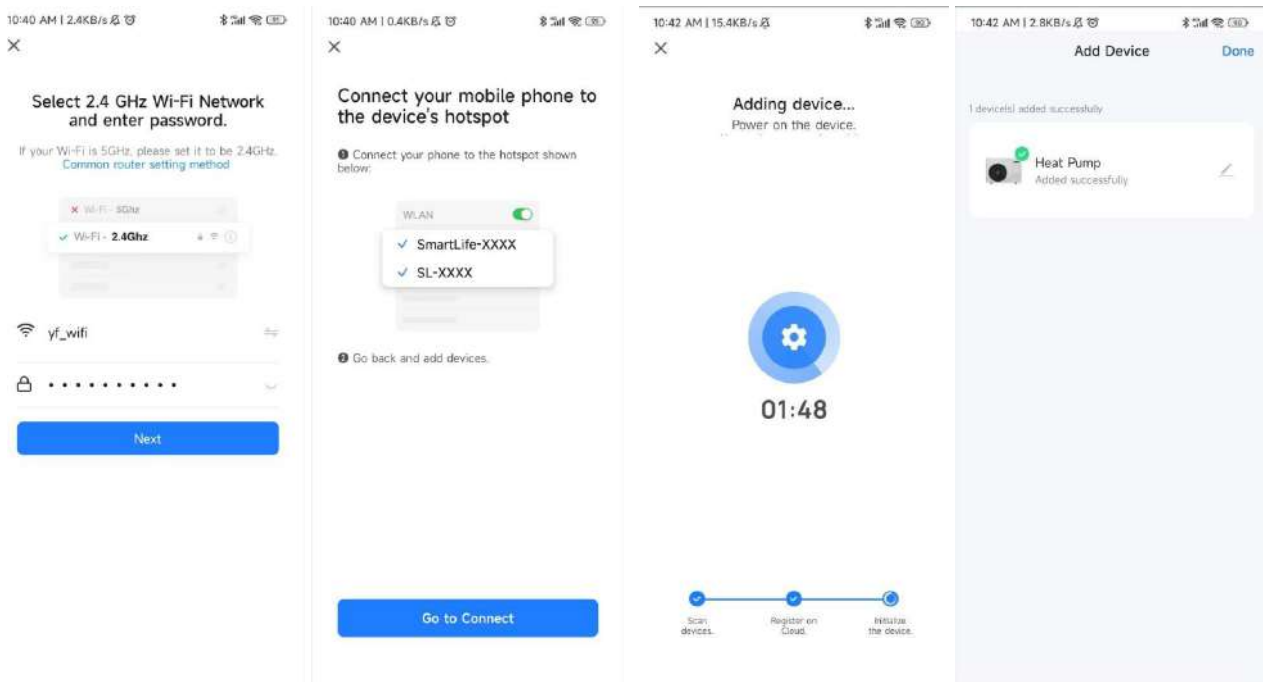 10:40 AM | 2.4KB/s
Select 2.4 GHz Wi-Fi Network
and enter password.
If your Wi-Fi is 5GHz, please set it to be 2.4GHz.
Common router setting method
Wi-Fi - 5Ghz
Wi-Fi - 2.4Ghz
yf_wifi
Next
10:40 AM | 0.4KB/s
Connect your mobile phone to
the device's hotspot
❶ Connect your phone to the hotspot shown
below:
WLAN
SmartLife-XXXX
SL-XXXX
❷ Go back and add devices.
Go to Connect
10:42 AM | 15.4KB/s
Adding device...
Power on the device.
01:48
Scan
devices.
Register on
Cloud.
Initialize
the device.
10:42 AM | 2.8KB/s
Add Device
Done
1 device(s) added successfully
Heat Pump
Added successfully